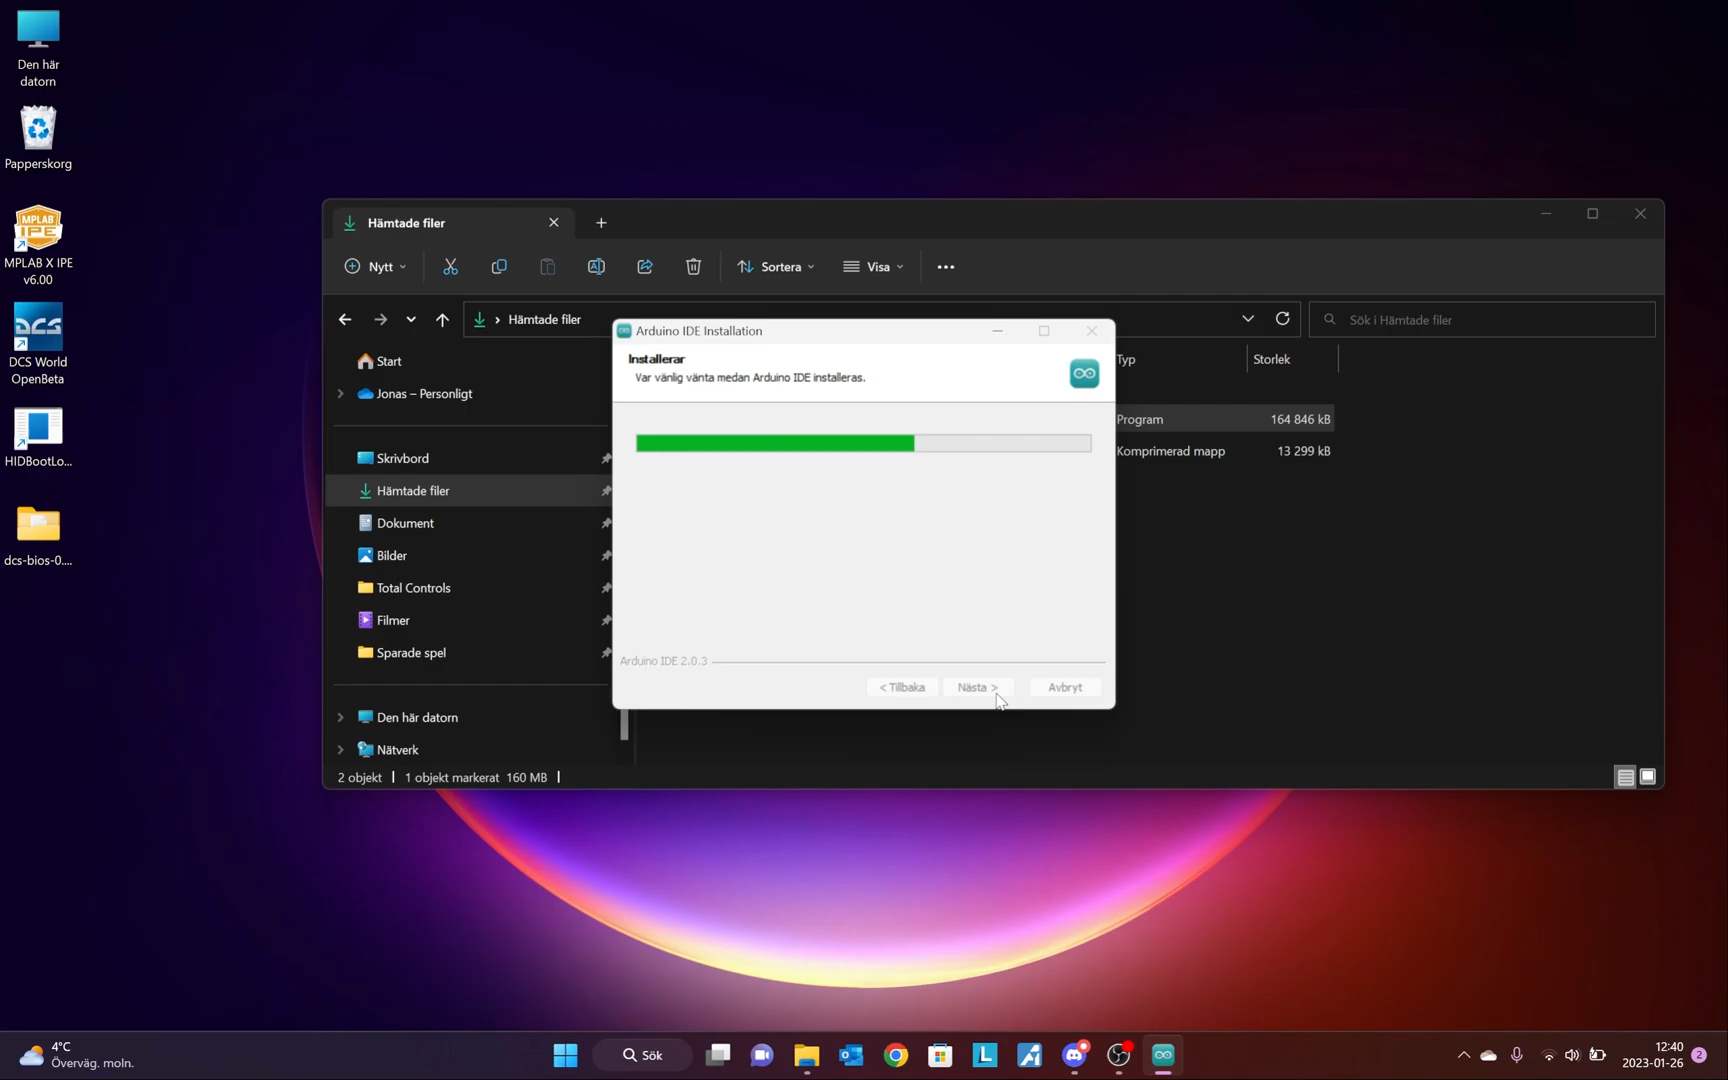 Den här
datorn
Papperskorg
MPLAB
IPE
MPLAB X IPE
v6.00
DCS
DCS World
OpenBeta
HIDBootLo...
dcs-bios-0....
Hämtade filer
Nytt
Sortera
Visa
Hämtade filer
Sök i Hämtade filer
Start
Jonas – Personligt
Skrivbord
Hämtade filer
Dokument
Bilder
Total Controls
Filmer
Sparade spel
Den här datorn
Nätverk
Typ
Storlek
Program
164 846 kB
Komprimerad mapp
13 299 kB
2 objekt
1 objekt markerat 160 MB
Arduino IDE Installation
Installerar
Var vänlig vänta medan Arduino IDE installeras.
Arduino IDE 2.0.3
< Tillbaka
Nästa >
Avbryt
4°C
Överväg. moln.
Sök
L
12:40
2023-01-26
2